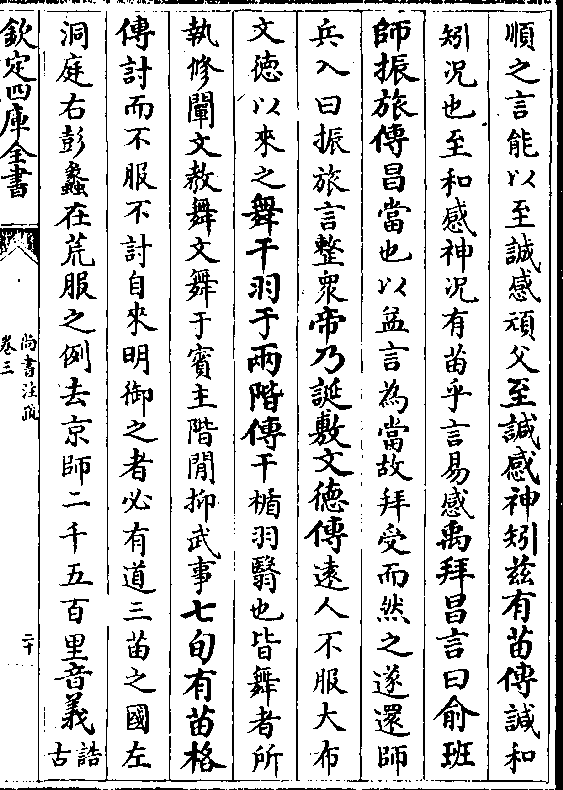 順之言能以至誠感頑父至諴感神矧兹有苗傳諴和
矧况也至和感神况有苗乎言易感禹拜昌言曰俞班
師振旅傳昌當也以益言為當故拜受而然之遂還師
兵入曰振旅言整衆帝乃誕敷文德傳逺人不服大布
文德以來之舞干羽于兩階傳干楯羽翳也皆舞者所
執修闡文教舞文舞于賓主階間抑武事七旬有苗格
傳討而不服不討自來明御之者必有道三苗之國左
洞庭右彭蠡在荒服之例去京師二千五百里音義誥
古
欽定四庫全書
尚書注疏
卷三
二十